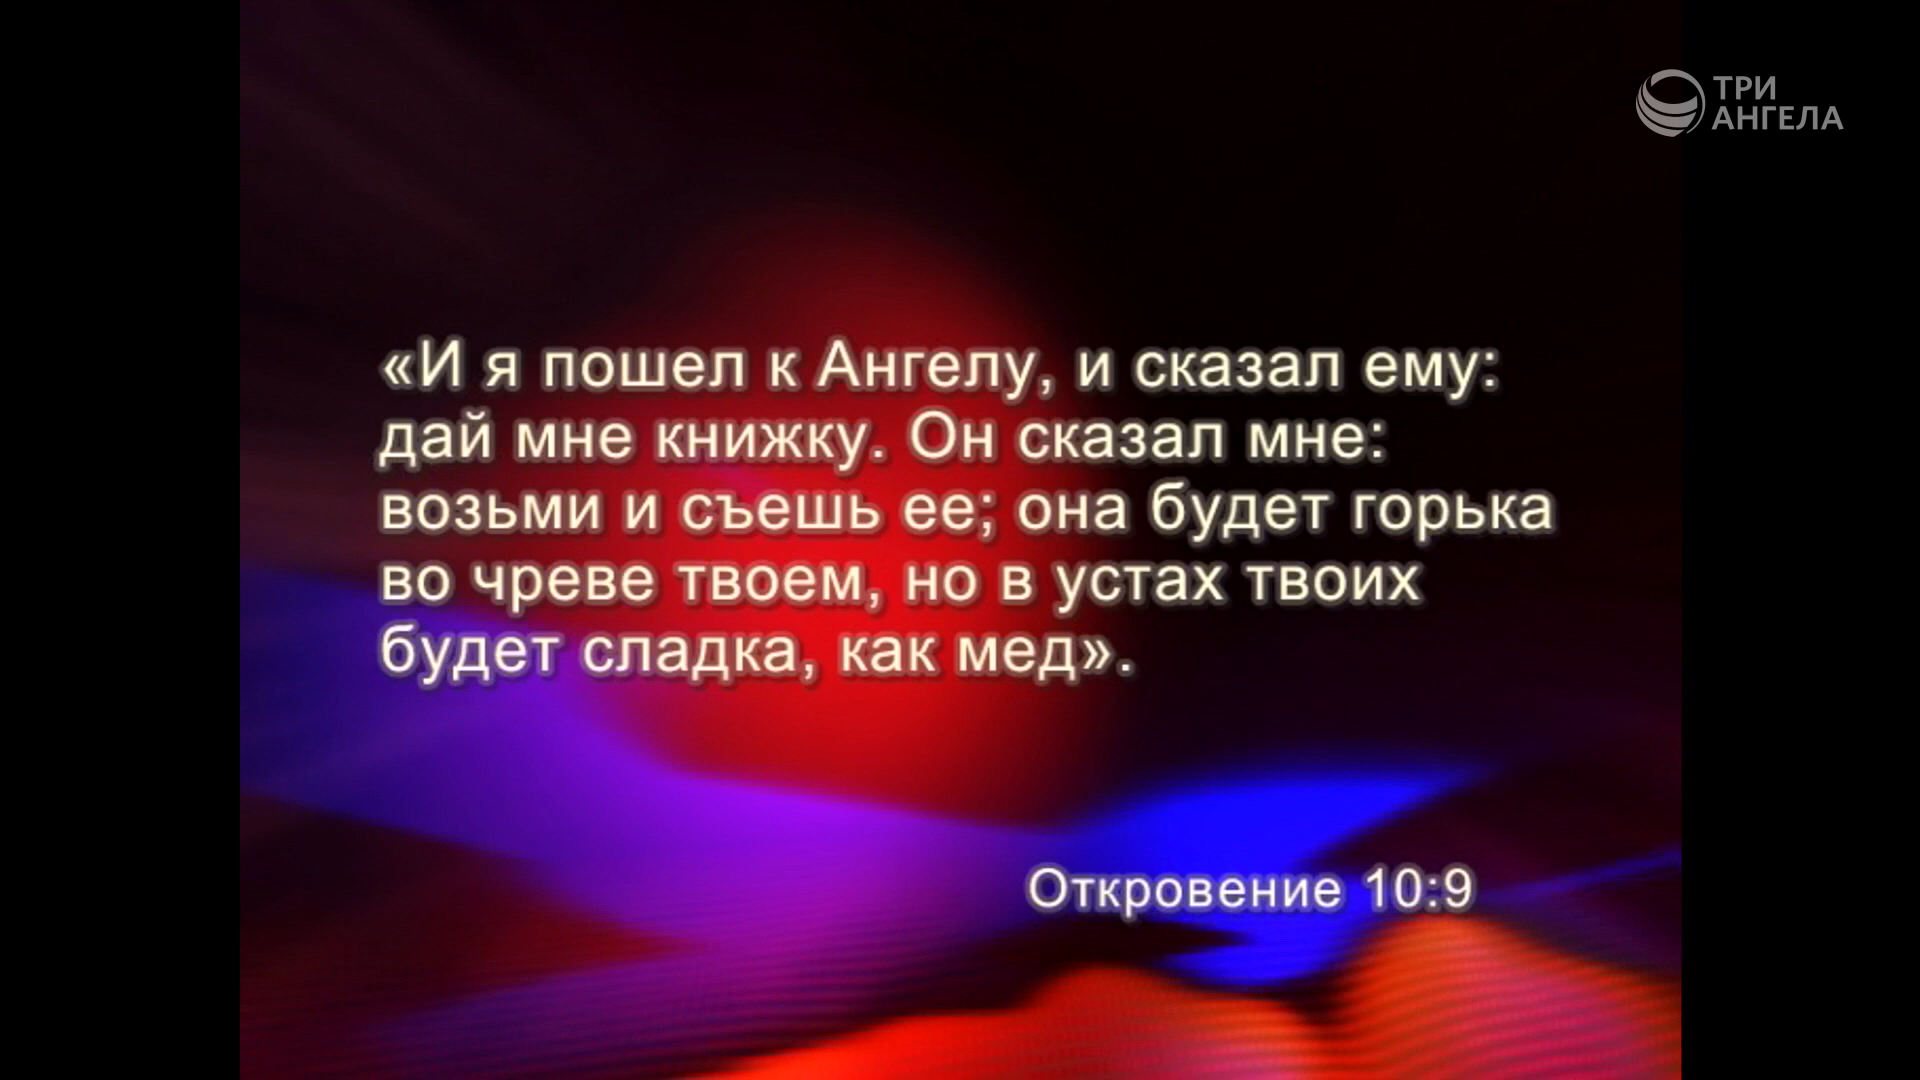 ТРИ
АНГЕЛА
«И я пошел к Ангелу, и сказал ему:
дай мне книжку. Он сказал мне:
возьми и съешь ее; она будет горька
во чреве твоем, но в устах твоих
будет сладка, как мед».
Откровение 10:9